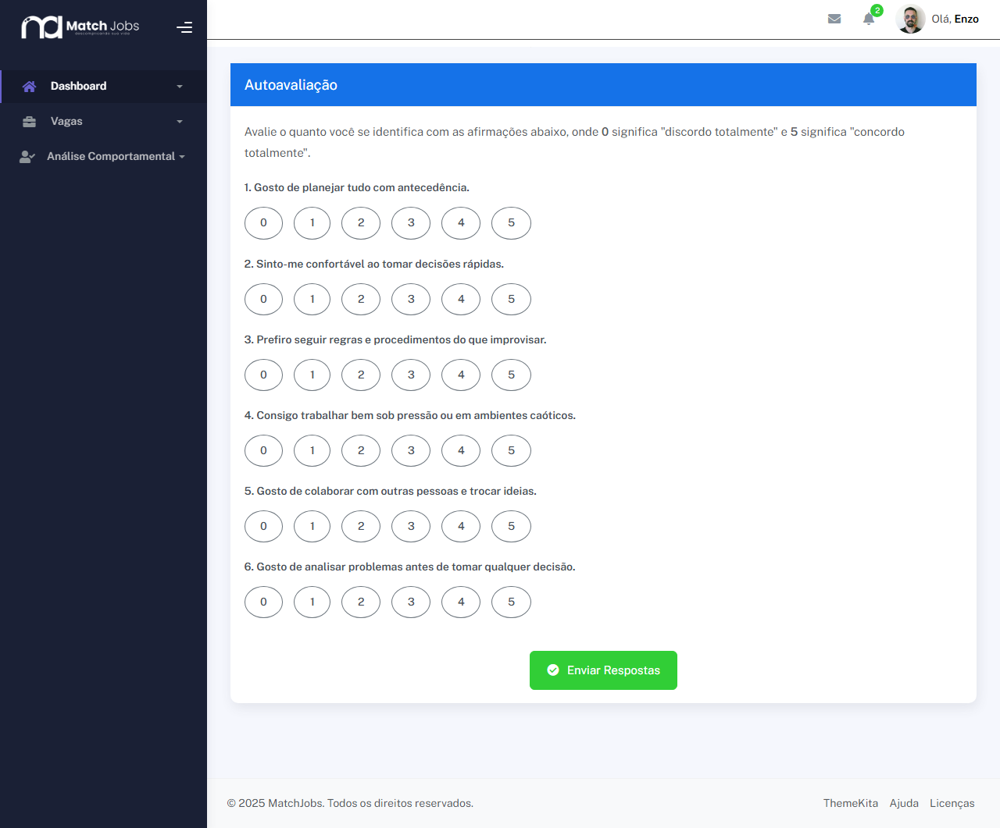 Match Jobs
descomplicando sua vida
2
Olá, Enzo
Dashboard
Vagas
Análise Comportamental
Autoavaliação
Avalie o quanto você se identifica com as afirmações abaixo, onde 0 significa "discordo totalmente" e 5 significa "concordo
totalmente".
1. Gosto de planejar tudo com antecedência.
0 1 2 3 4 5
2. Sinto-me confortável ao tomar decisões rápidas.
0 1 2 3 4 5
3. Prefiro seguir regras e procedimentos do que improvisar.
0 1 2 3 4 5
4. Consigo trabalhar bem sob pressão ou em ambientes caóticos.
0 1 2 3 4 5
5. Gosto de colaborar com outras pessoas e trocar ideias.
0 1 2 3 4 5
6. Gosto de analisar problemas antes de tomar qualquer decisão.
0 1 2 3 4 5
Enviar Respostas
© 2025 MatchJobs. Todos os direitos reservados.
ThemeKita Ajuda Licenças